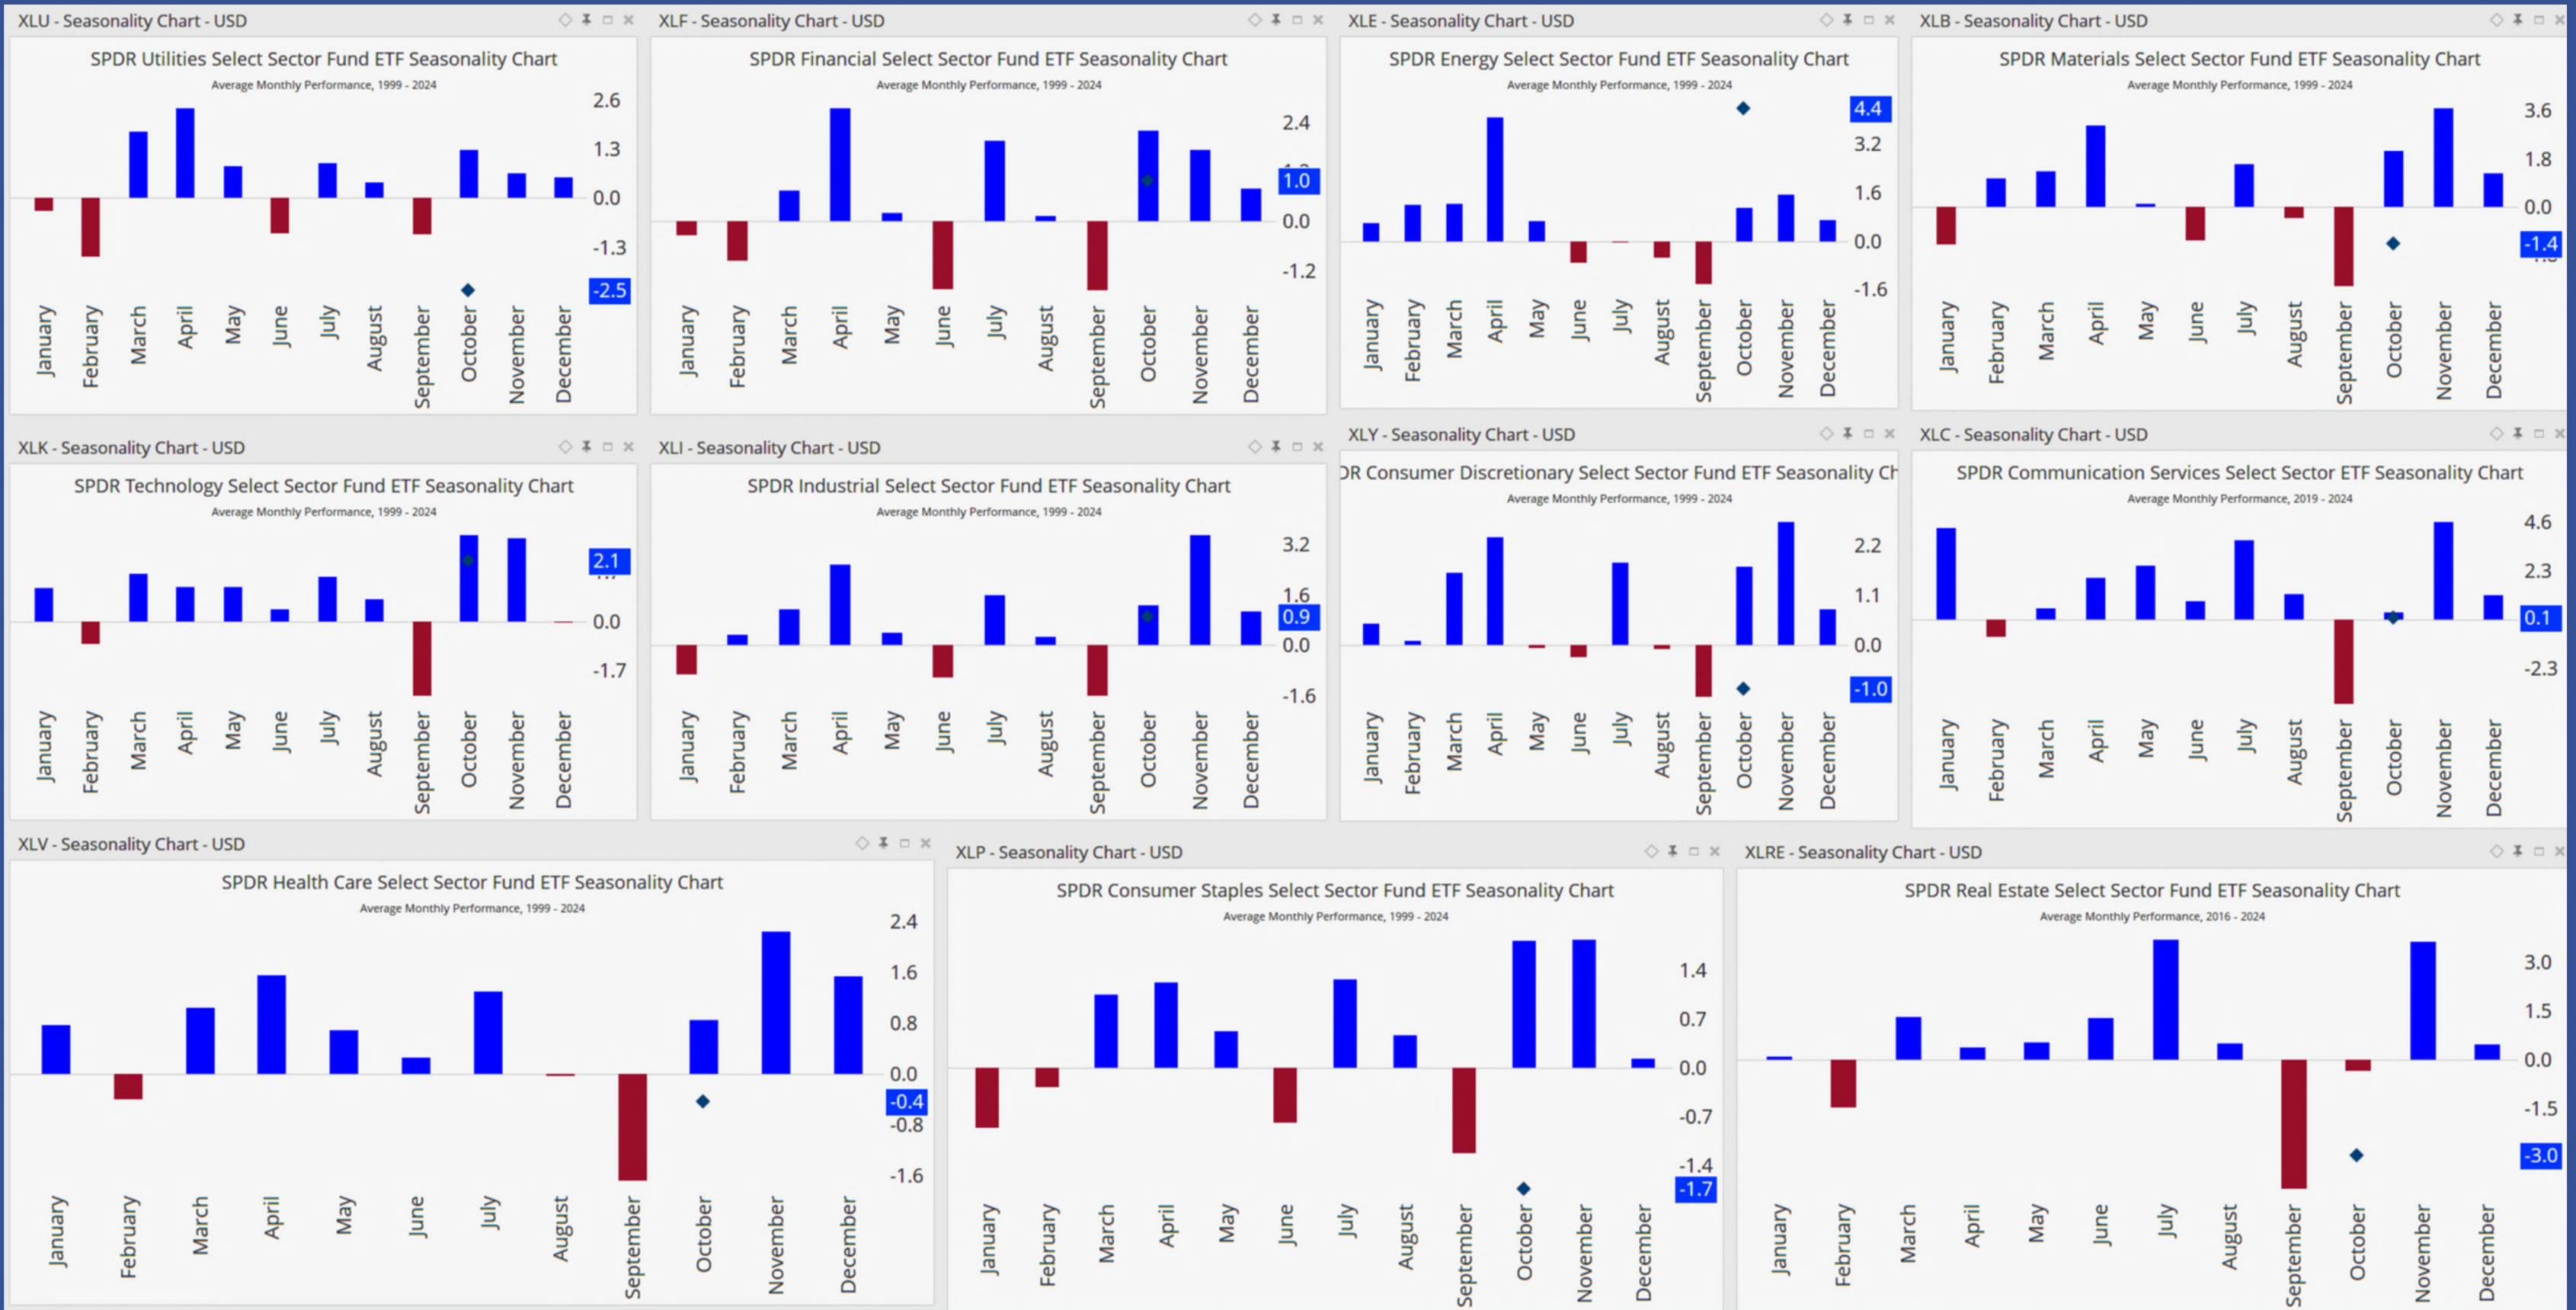 XLU - Seasonality Chart - USD
SPDR Utilities Select Sector Fund ETF Seasonality Chart
Average Monthly Performance, 1999 - 2024
2.6
1.3
0.0
-1.3
-2.5
January
February
March
April
May
June
July
August
September
October
November
December
XLF - Seasonality Chart - USD
SPDR Financial Select Sector Fund ETF Seasonality Chart
Average Monthly Performance, 1999 - 2024
2.4
1.0
0.0
-1.2
January
February
March
April
May
June
July
August
September
October
November
December
XLE - Seasonality Chart - USD
SPDR Energy Select Sector Fund ETF Seasonality Chart
Average Monthly Performance, 1999 - 2024
4.4
3.2
1.6
0.0
-1.6
January
February
March
April
May
June
July
August
September
October
November
December
XLB - Seasonality Chart - USD
SPDR Materials Select Sector Fund ETF Seasonality Chart
Average Monthly Performance, 1999 - 2024
3.6
1.8
0.0
-1.4
January
February
March
April
May
June
July
August
September
October
November
December
XLK - Seasonality Chart - USD
SPDR Technology Select Sector Fund ETF Seasonality Chart
Average Monthly Performance, 1999 - 2024
2.1
0.0
-1.7
January
February
March
April
May
June
July
August
September
October
November
December
XLI - Seasonality Chart - USD
SPDR Industrial Select Sector Fund ETF Seasonality Chart
Average Monthly Performance, 1999 - 2024
3.2
1.6
0.9
0.0
-1.6
January
February
March
April
May
June
July
August
September
October
November
December
XLY - Seasonality Chart - USD
DR Consumer Discretionary Select Sector Fund ETF Seasonality Ch
Average Monthly Performance, 1999 - 2024
2.2
1.1
0.0
-1.0
January
February
March
April
May
June
July
August
September
October
November
December
XLC - Seasonality Chart - USD
SPDR Communication Services Select Sector ETF Seasonality Chart
Average Monthly Performance, 2019 - 2024
4.6
2.3
0.1
-2.3
January
February
March
April
May
June
July
August
September
October
November
December
XLV - Seasonality Chart - USD
SPDR Health Care Select Sector Fund ETF Seasonality Chart
Average Monthly Performance, 1999 - 2024
2.4
1.6
0.8
0.0
-0.4
-0.8
-1.6
January
February
March
April
May
June
July
August
September
October
November
December
XLP - Seasonality Chart - USD
SPDR Consumer Staples Select Sector Fund ETF Seasonality Chart
Average Monthly Performance, 1999 - 2024
1.4
0.7
0.0
-0.7
-1.4
-1.7
January
February
March
April
May
June
July
August
September
October
November
December
XLRE - Seasonality Chart - USD
SPDR Real Estate Select Sector Fund ETF Seasonality Chart
Average Monthly Performance, 2016 - 2024
3.0
1.5
0.0
-1.5
-3.0
January
February
March
April
May
June
July
August
September
October
November
December